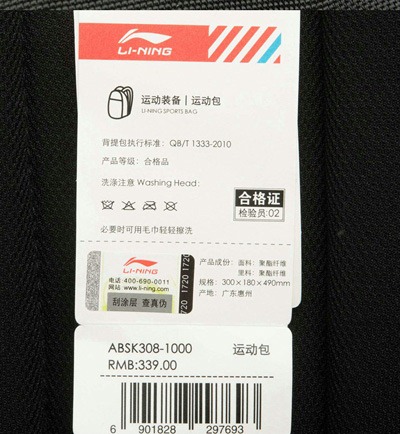 LI-NING
运动装备 | 运动包
LI-NING SPORTS BAG
背提包执行标准：QB/T 1333-2010
产品等级：合格品
洗涤注意 Washing Head：
合格证
检验员:02
必要时可用毛巾轻轻擦洗
LI-NING
电话:400-690-0011
网站:www.li-ning.com
刮涂层 查真伪
1720 1720 1720
产品成份：面料：聚酯纤维
里料：聚酯纤维
规格：300×180×490mm
产地：广东惠州
ABSK308-1000 运动包
RMB:339.00
6 901828 297693